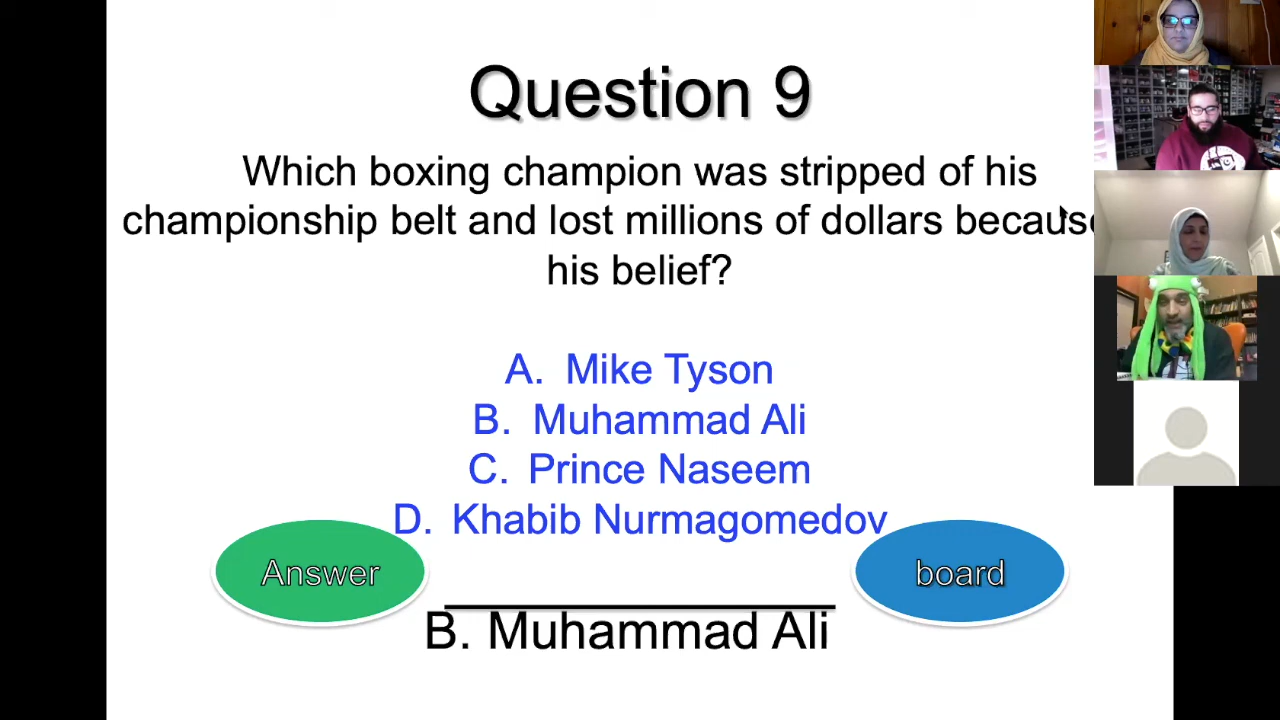 Question 9
Which boxing champion was stripped of his
championship belt and lost millions of dollars because
his belief?
A. Mike Tyson
B. Muhammad Ali
C. Prince Naseem
D. Khabib Nurmagomedov
Answer
board
B. Muhammad Ali